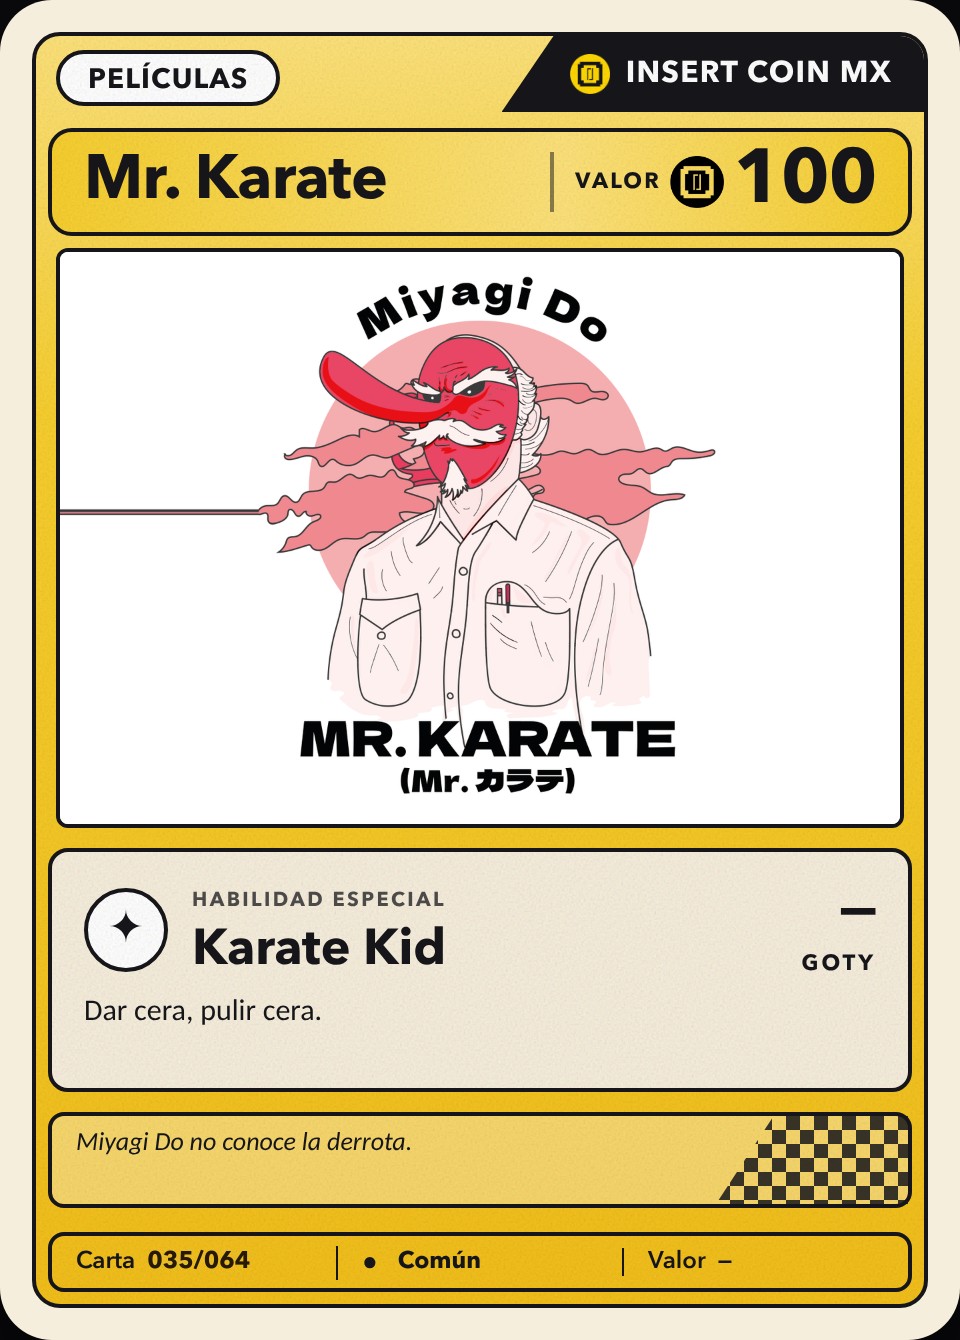 PELÍCULAS
INSERT COIN MX
Mr. Karate
VALOR 100
Miyagi Do
MR. KARATE
(Mr. カラテ)
HABILIDAD ESPECIAL
Karate Kid
–
GOTY
Dar cera, pulir cera.
Miyagi Do no conoce la derrota.
Carta 035/064 • Común Valor –